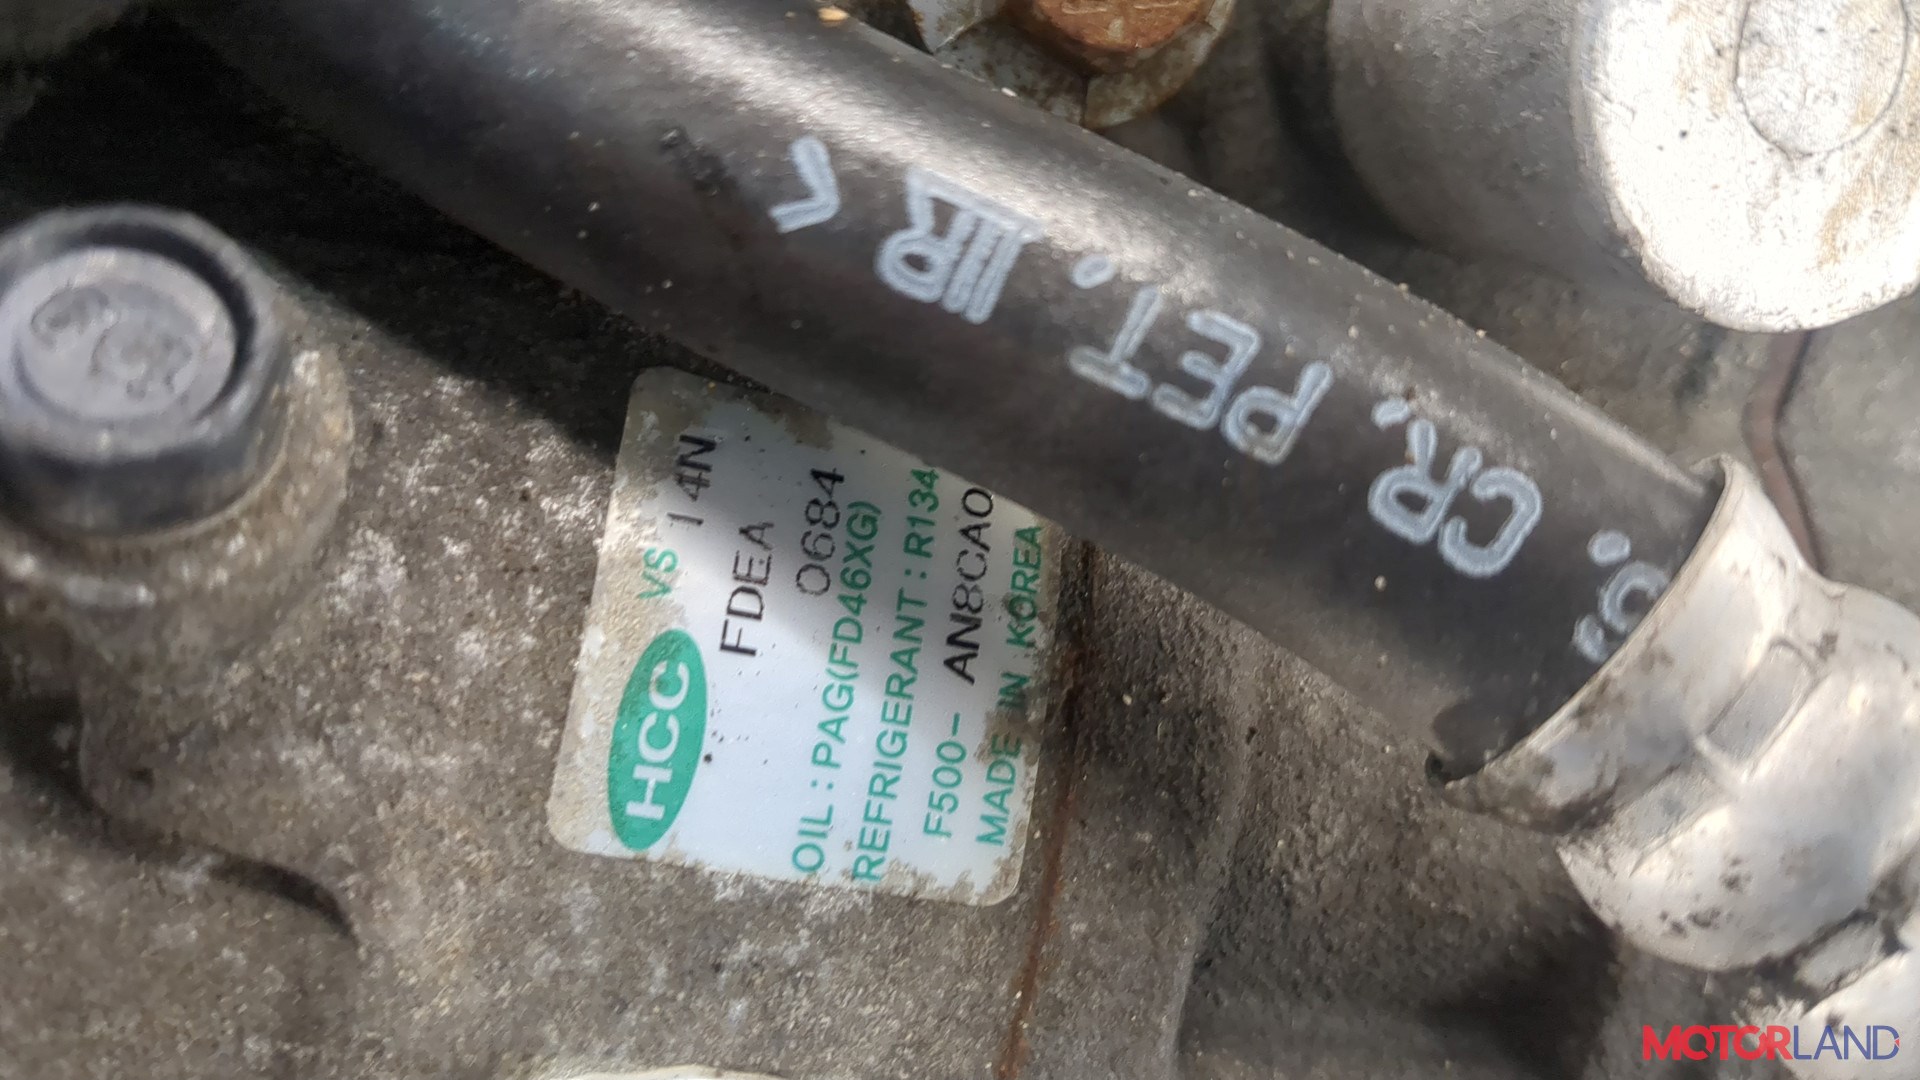 HCC VS 14N
FDEA
0684
OIL : PAG(FD46XG)
REFRIGERANT : R134
F500- AN8CA0
MADE IN KOREA
CR. PET. IIR <
MOTORLAND